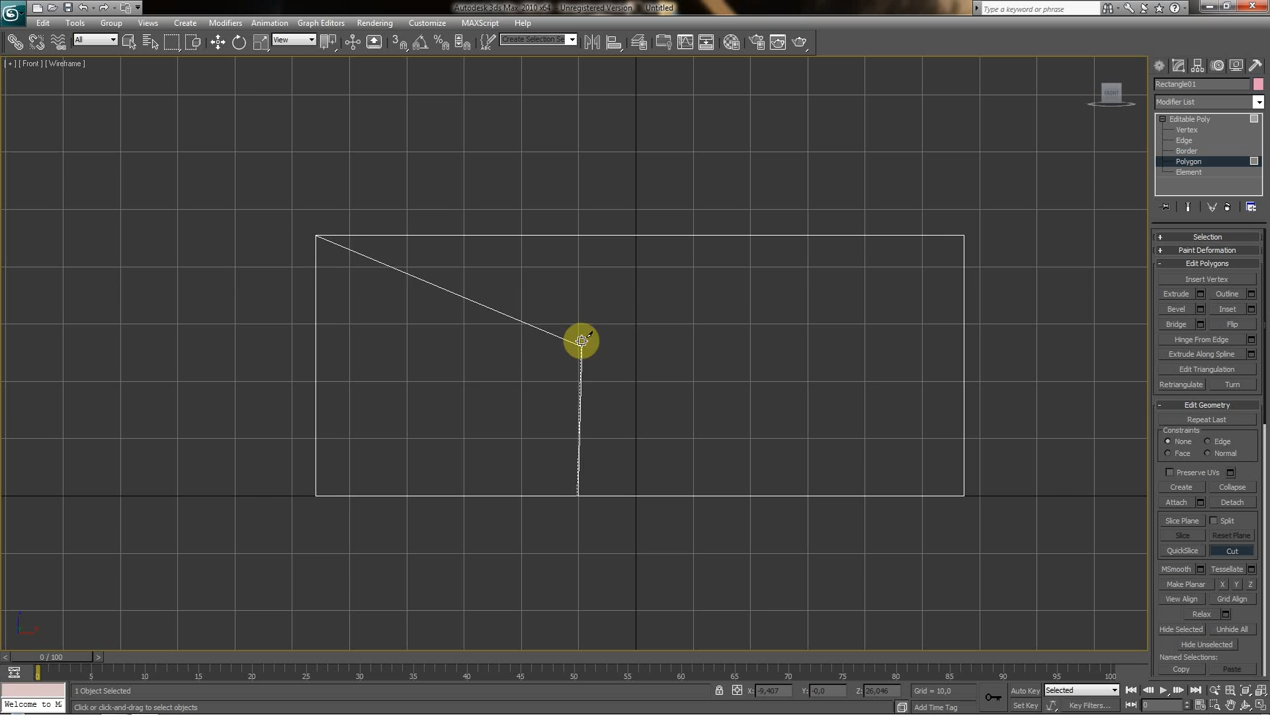 Autodesk 3ds Max 2010 x64 - Unregistered Version - Untitled
Type a keyword or phrase
Edit Tools Group Views Create Modifiers Animation Graph Editors Rendering Customize MAXScript Help
All
View
Create Selection Se
[ + ] [ Front ] [ Wireframe ]
FRONT
Rectangle01
Modifier List
Editable Poly
Vertex
Edge
Border
Polygon
Element
+ Selection
+ Paint Deformation
- Edit Polygons
Insert Vertex
Extrude Outline
Bevel Inset
Bridge Flip
Hinge From Edge
Extrude Along Spline
Edit Triangulation
Retriangulate Turn
- Edit Geometry
Repeat Last
Constraints
None Edge
Face Normal
Preserve UVs
Create Collapse
Attach Detach
Slice Plane Split
Slice Reset Plane
QuickSlice Cut
MSmooth Tessellate
Make Planar X Y Z
View Align Grid Align
Relax
Hide Selected Unhide All
Hide Unselected
Named Selections:
Copy Paste
< 0 / 100 >
0 5 10 15 20 25 30 35 40 45 50 55 60 65 70 75 80 85 90 95 100
1 Object Selected
X: -9,407 Y: -0,0 Z: 26,046 Grid = 10,0
Auto Key Selected
Welcome to M
Click or click-and-drag to select objects
Add Time Tag
Set Key Key Filters... 0